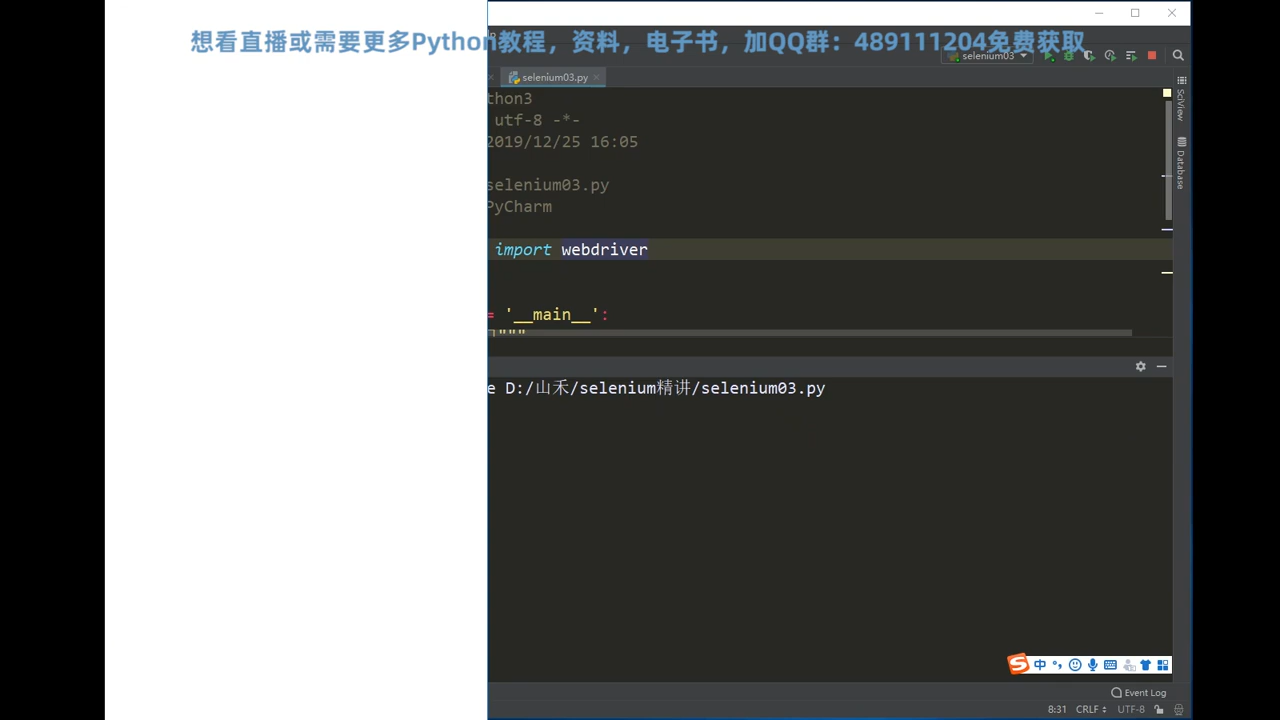 想看直播或需要更多Python教程，资料，电子书，加QQ群：489111204免费获取
selenium03
selenium03.py
thon3
utf-8 -*-
2019/12/25 16:05
selenium03.py
PyCharm
import webdriver
= '__main__':
"""
e D:/山禾/selenium精讲/selenium03.py
SciView
Database
中
Event Log
8:31 CRLF UTF-8